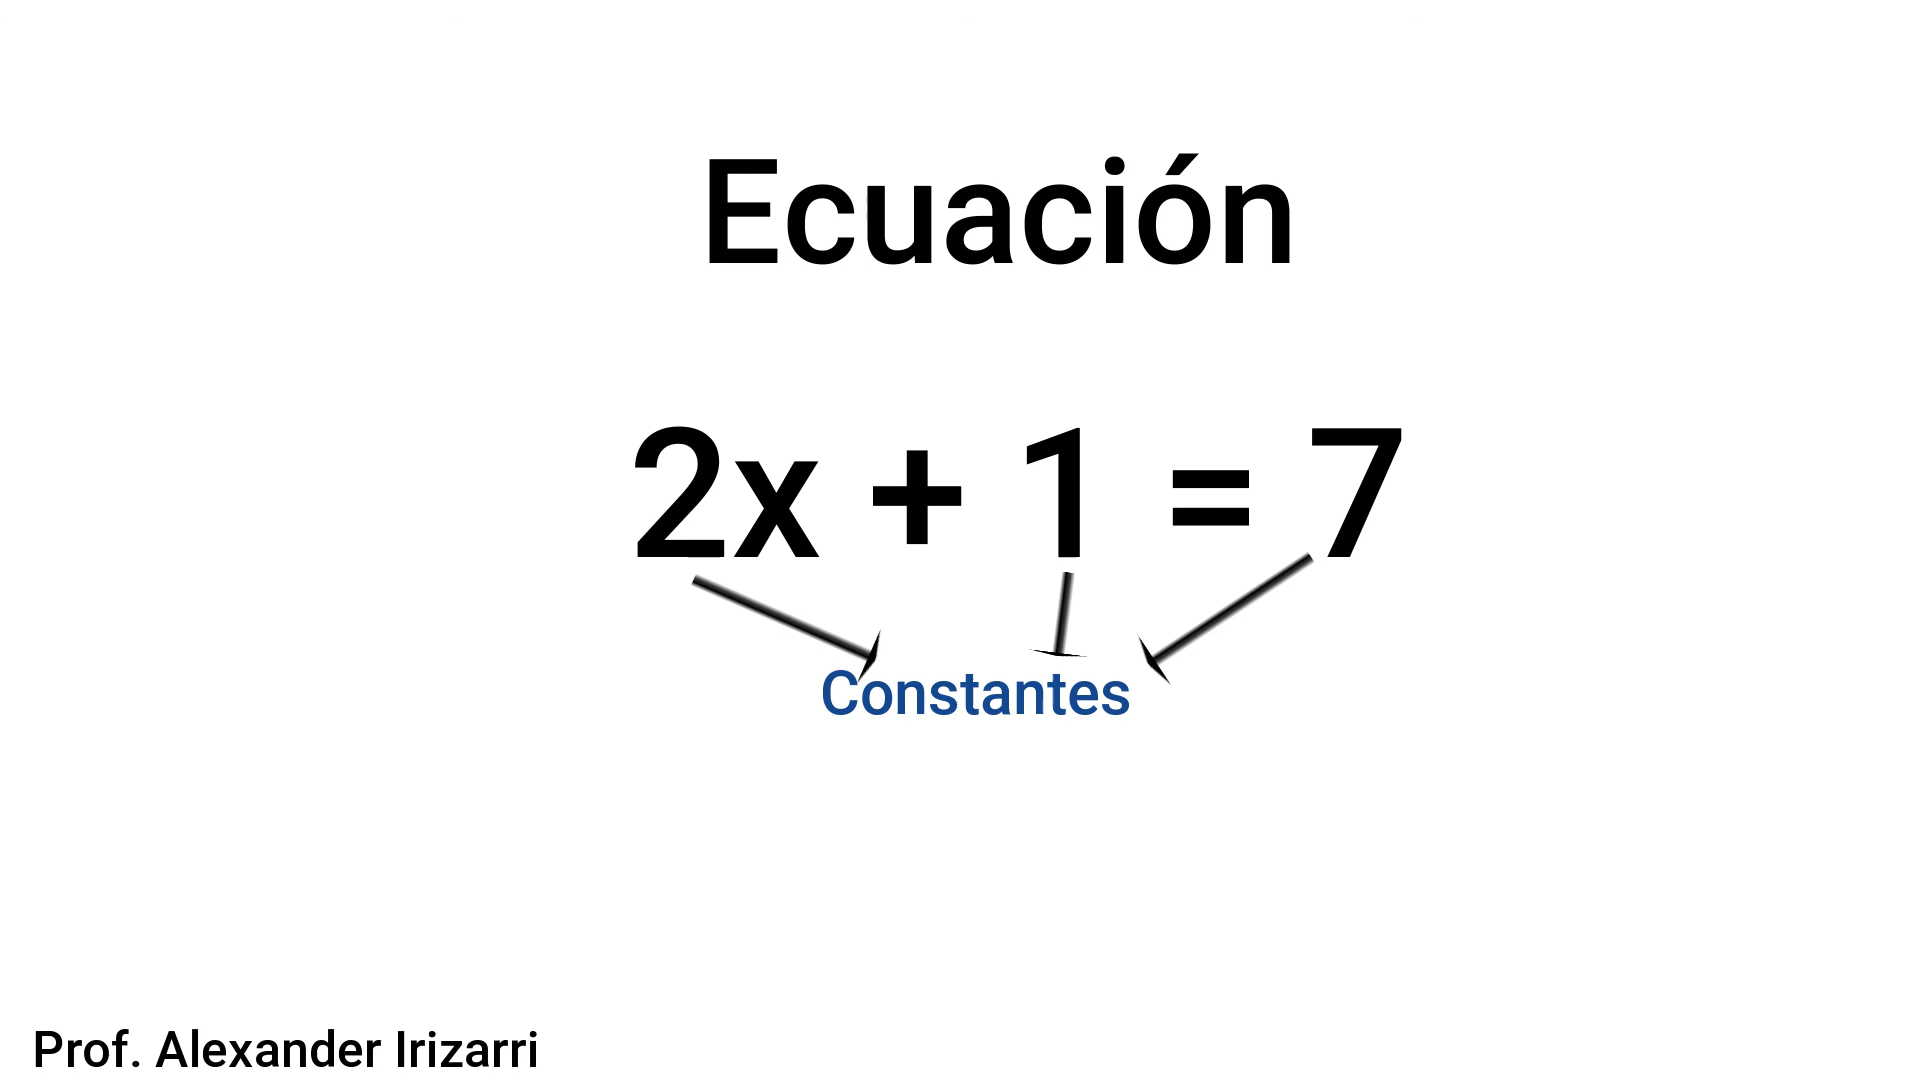 Ecuación
2x + 1 = 7
Constantes
Prof. Alexander Irizarri